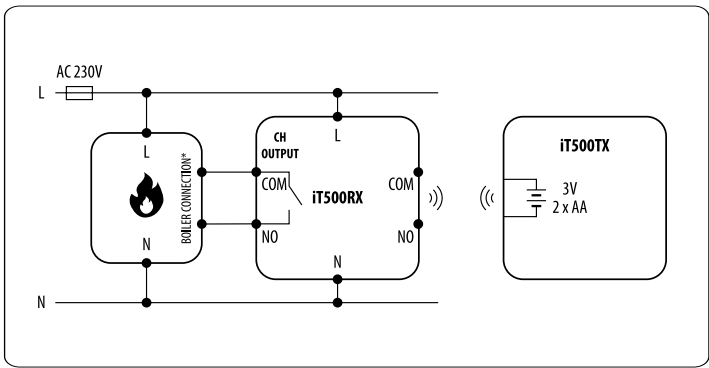 AC 230V
L
L
BOILER CONNECTION*
N
CH
OUTPUT
L
COM
iT500RX
COM
NO
NO
N
iT500TX
3V
2 x AA
N